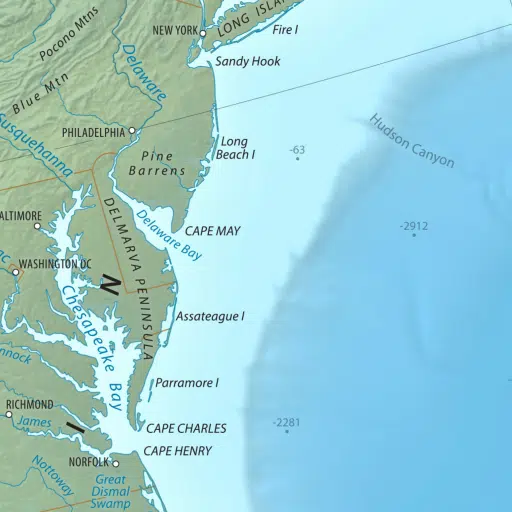 NEW YORK
LONG ISLAN
Fire I
Pocono Mtns
Sandy Hook
Delaware
Blue Mtn
Hudson Canyon
Susquehanna
PHILADELPHIA
Long
Beach I
-63
Pine
Barrens
ALTIMORE
DELMARVA PENINSULA
Delaware Bay
CAPE MAY
-2912
WASHINGTON DC
N
Chesapeake Bay
Assateague I
nnock
Parramore I
RICHMOND
James
I
CAPE CHARLES
-2281
CAPE HENRY
NORFOLK
Nottoway
Great
Dismal
Swamp